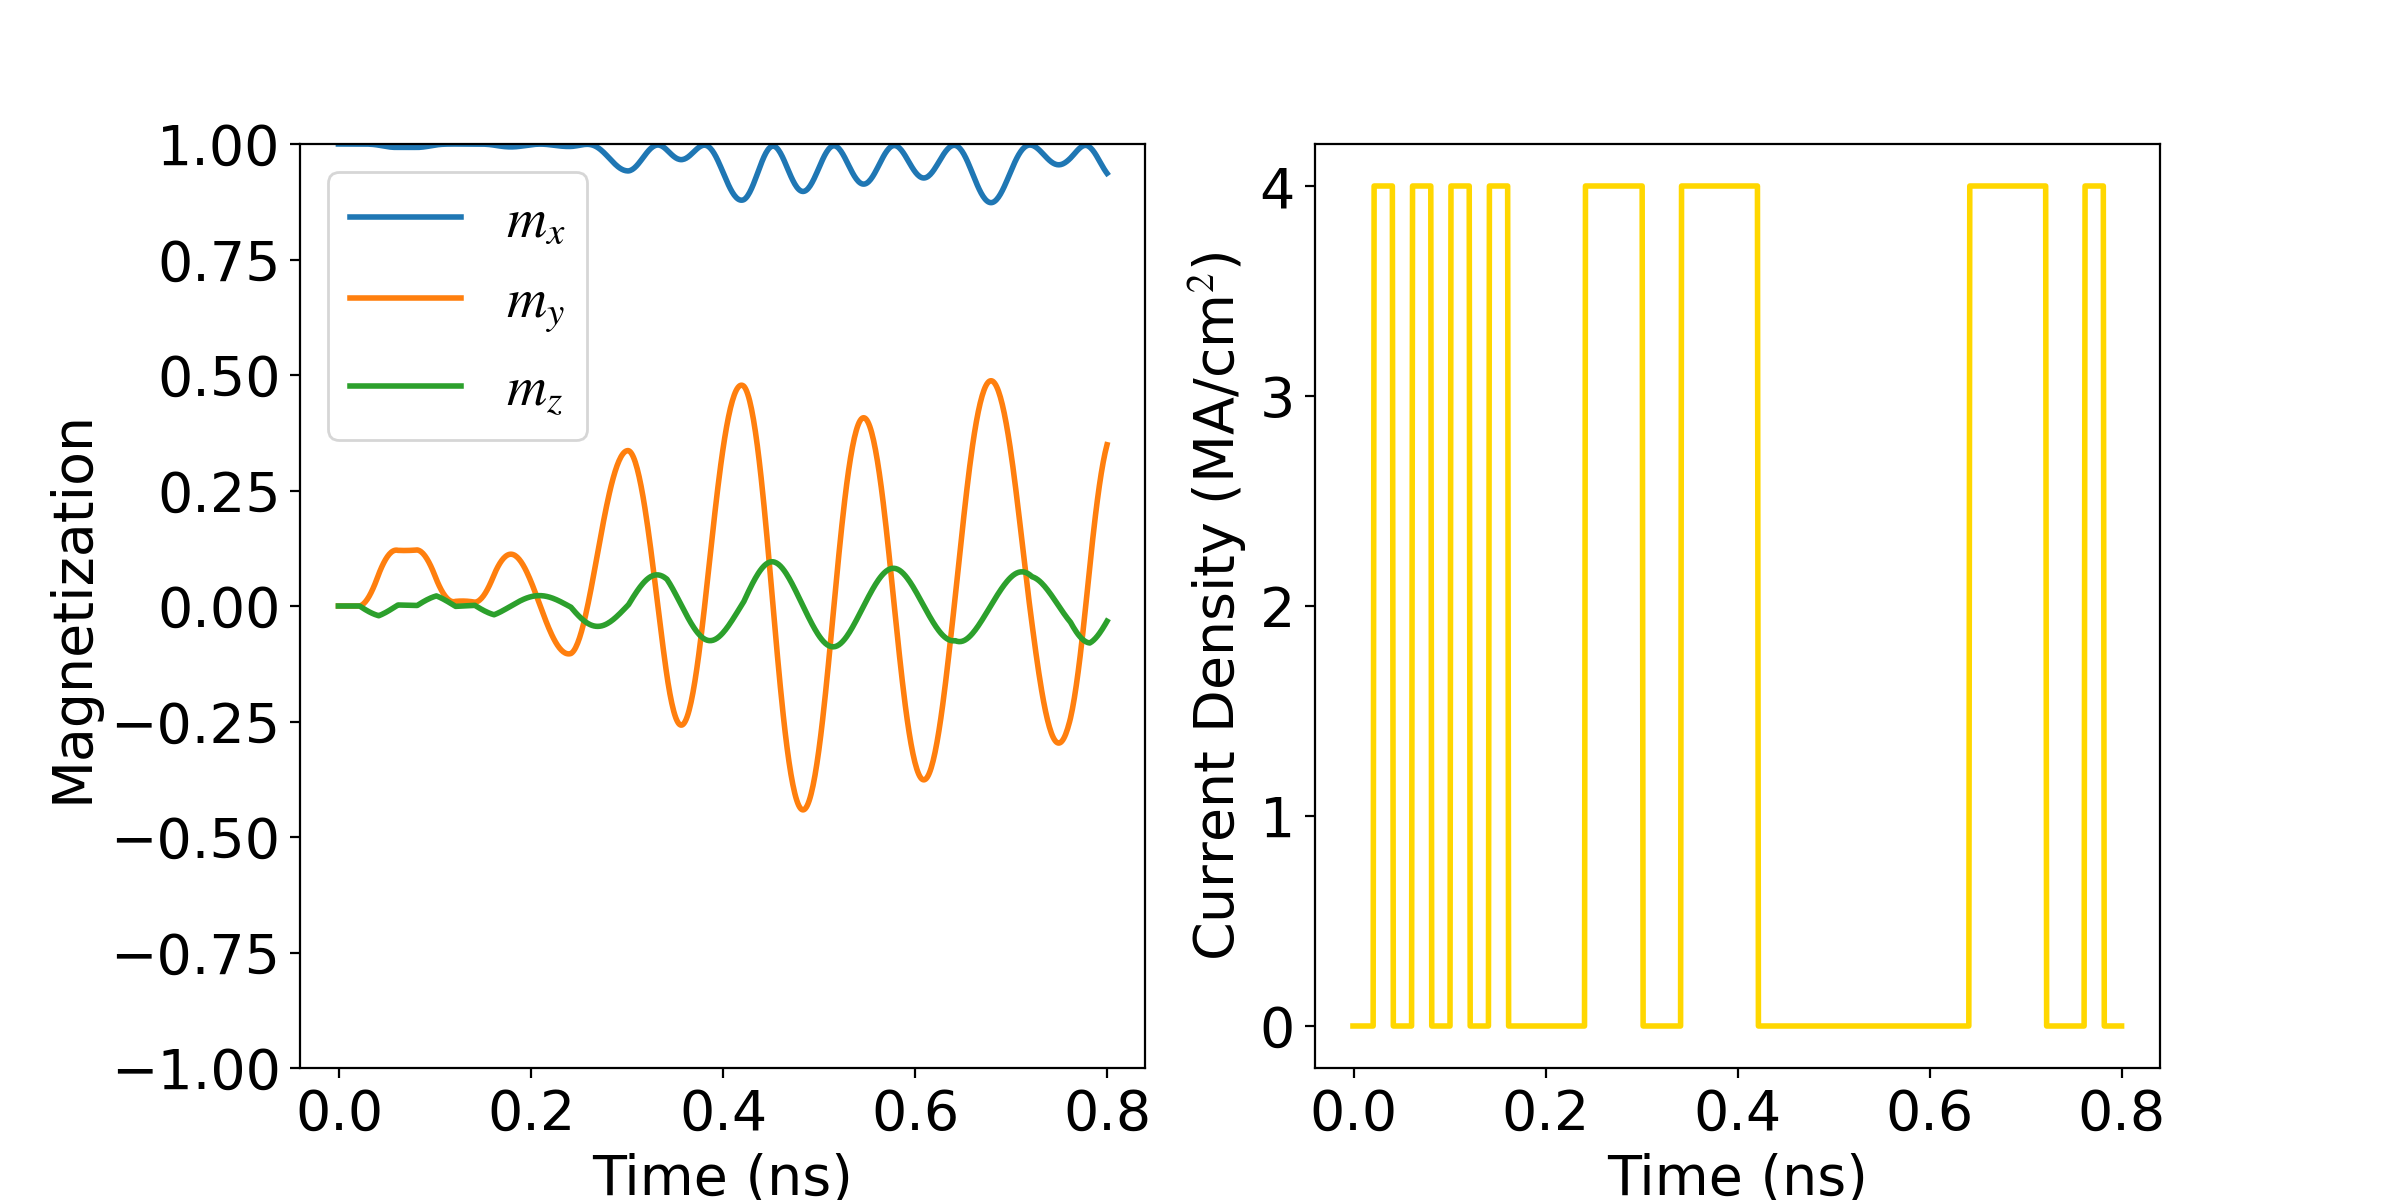 1.00
0.75
0.50
0.25
0.00
−0.25
−0.50
−0.75
−1.00
Magnetization
0.0 0.2 0.4 0.6 0.8
Time (ns)
m_x
m_y
m_z
4
3
2
1
0
Current Density (MA/cm²)
0.0 0.2 0.4 0.6 0.8
Time (ns)